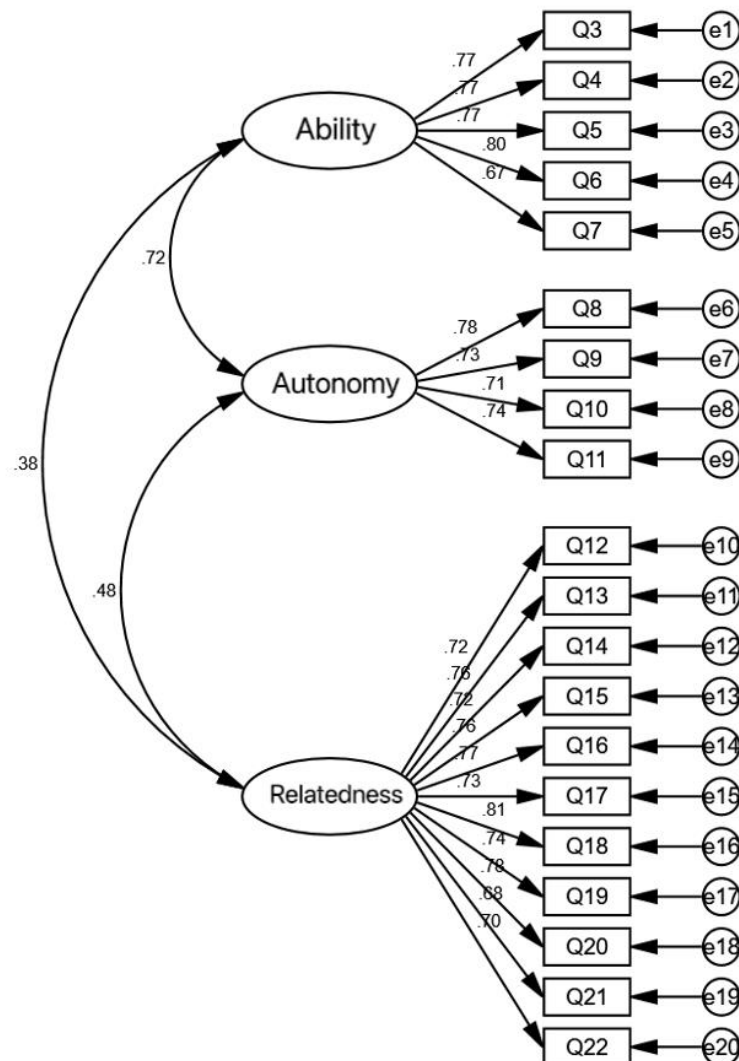 Q3 e1
.77
Q4 e2
.77
Ability
.77
Q5 e3
.80
Q6 e4
.67
Q7 e5
.72
Q8 e6
.78
.73
Q9 e7
Autonomy
.71
Q10 e8
.74
Q11 e9
.38
Q12 e10
.48
Q13 e11
.72
Q14 e12
.76
.72
Q15 e13
.76
Q16 e14
.77
.73
Relatedness
Q17 e15
.81
.74
Q18 e16
.78
Q19 e17
.68
.70
Q20 e18
Q21 e19
Q22 e20